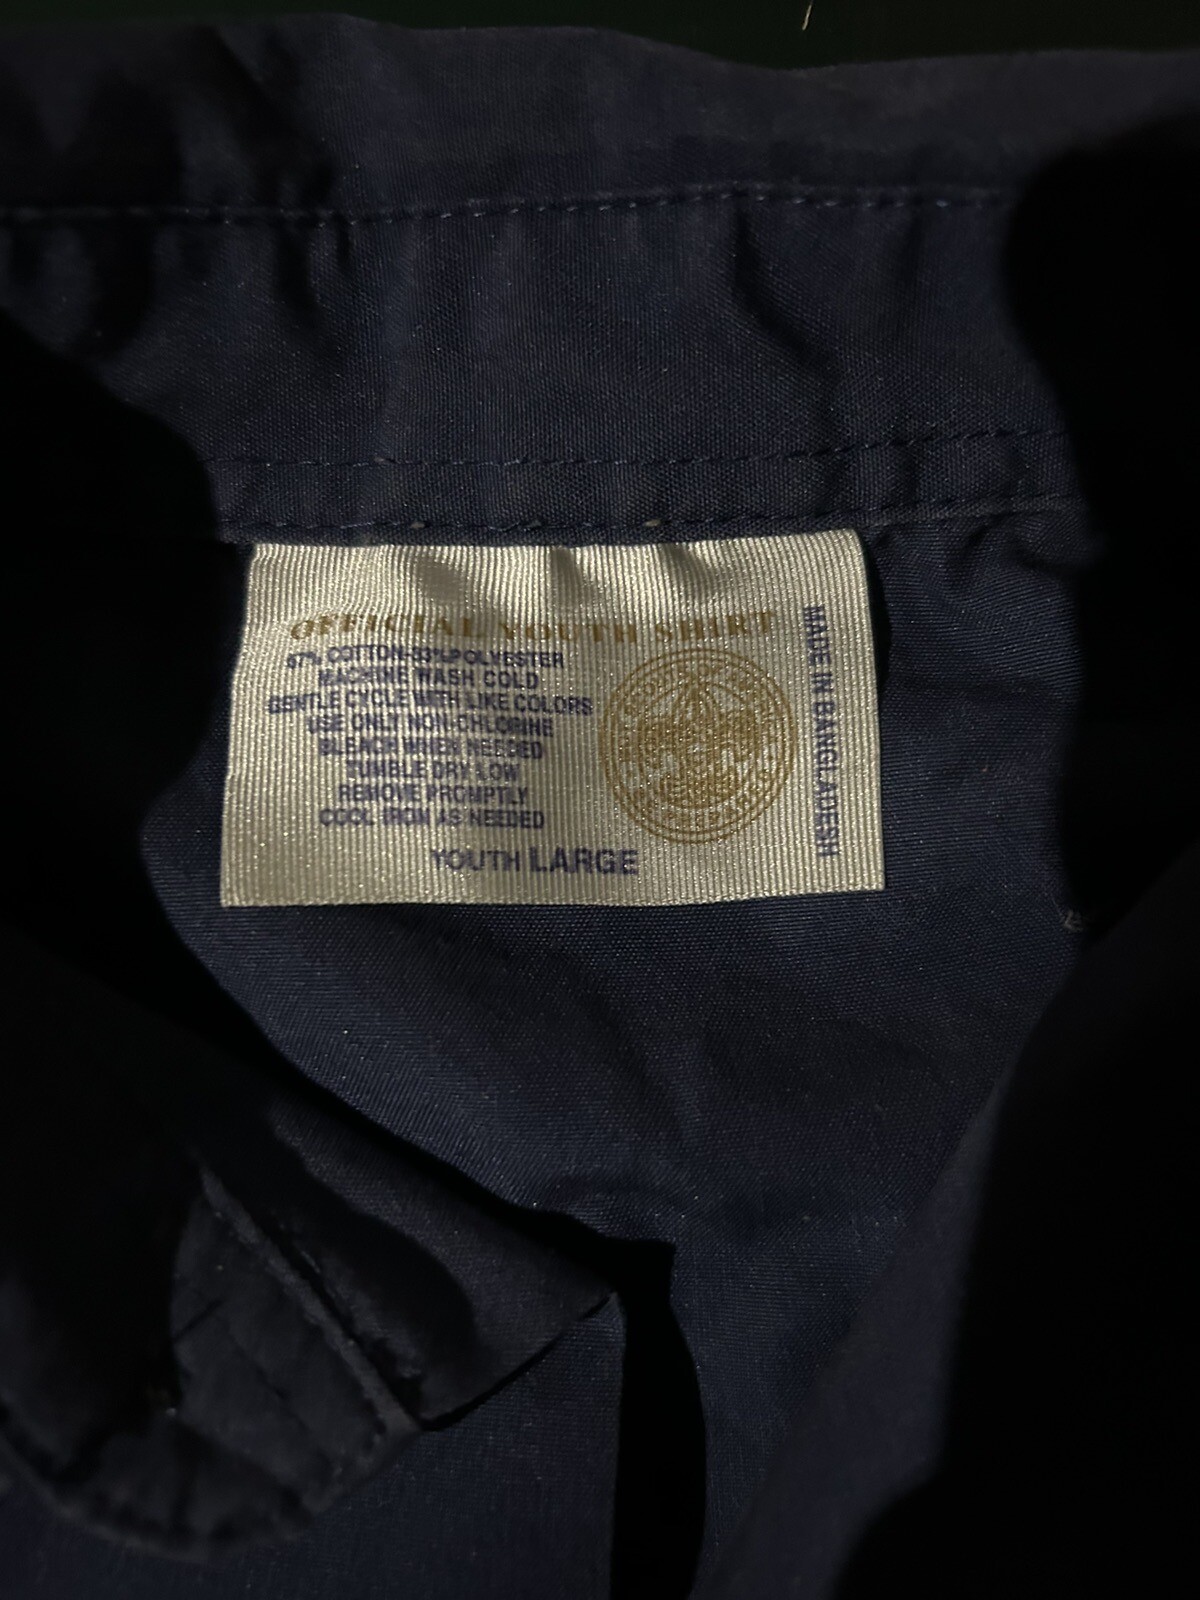 OFFICIAL YOUTH SHIRT
67% COTTON-33% POLYESTER
MACHINE WASH COLD
GENTLE CYCLE WITH LIKE COLORS
USE ONLY NON-CHLORINE
BLEACH WHEN NEEDED
TUMBLE DRY LOW
REMOVE PROMPTLY
COOL IRON AS NEEDED
YOUTH LARGE
MADE IN BANGLADESH